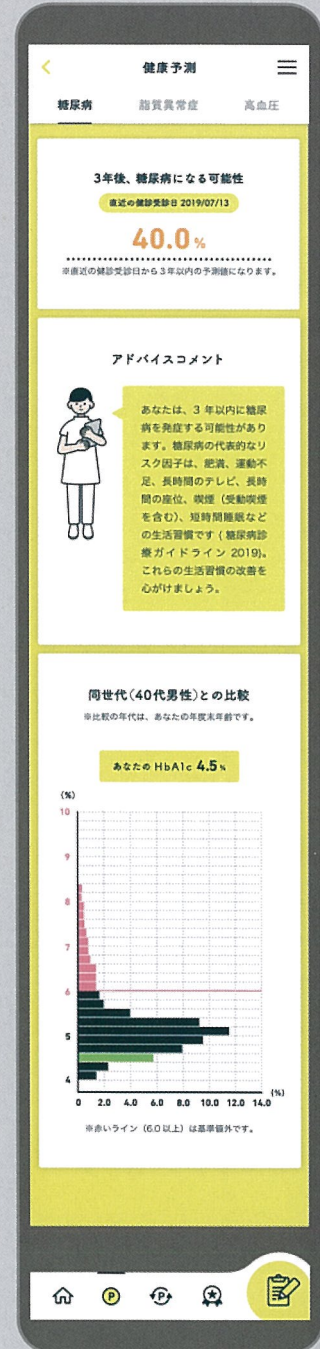 健康予測
糖尿病 脂質異常症 高血圧
3年後、糖尿病になる可能性
直近の健診受診日 2019/07/13
40.0%
※直近の健診受診日から3年以内の予測値になります。
アドバイスコメント
あなたは、3 年以内に糖尿
病を発症する可能性があり
ます。糖尿病の代表的なリ
スク因子は、肥満、運動不
足、長時間のテレビ、長時
間の座位、喫煙（受動喫煙
を含む）、短時間睡眠など
の生活習慣です ( 糖尿病診
療ガイドライン 2019)。
これらの生活習慣の改善を
心がけましょう。
同世代（40代男性）との比較
※比較の年代は、あなたの年度末年齢です。
あなたの HbA1c 4.5%
(%)
10
9
8
7
6
5
4
0 2.0 4.0 6.0 8.0 10.0 12.0 14.0 (%)
※赤いライン（6.0 以上）は基準値外です。
P P